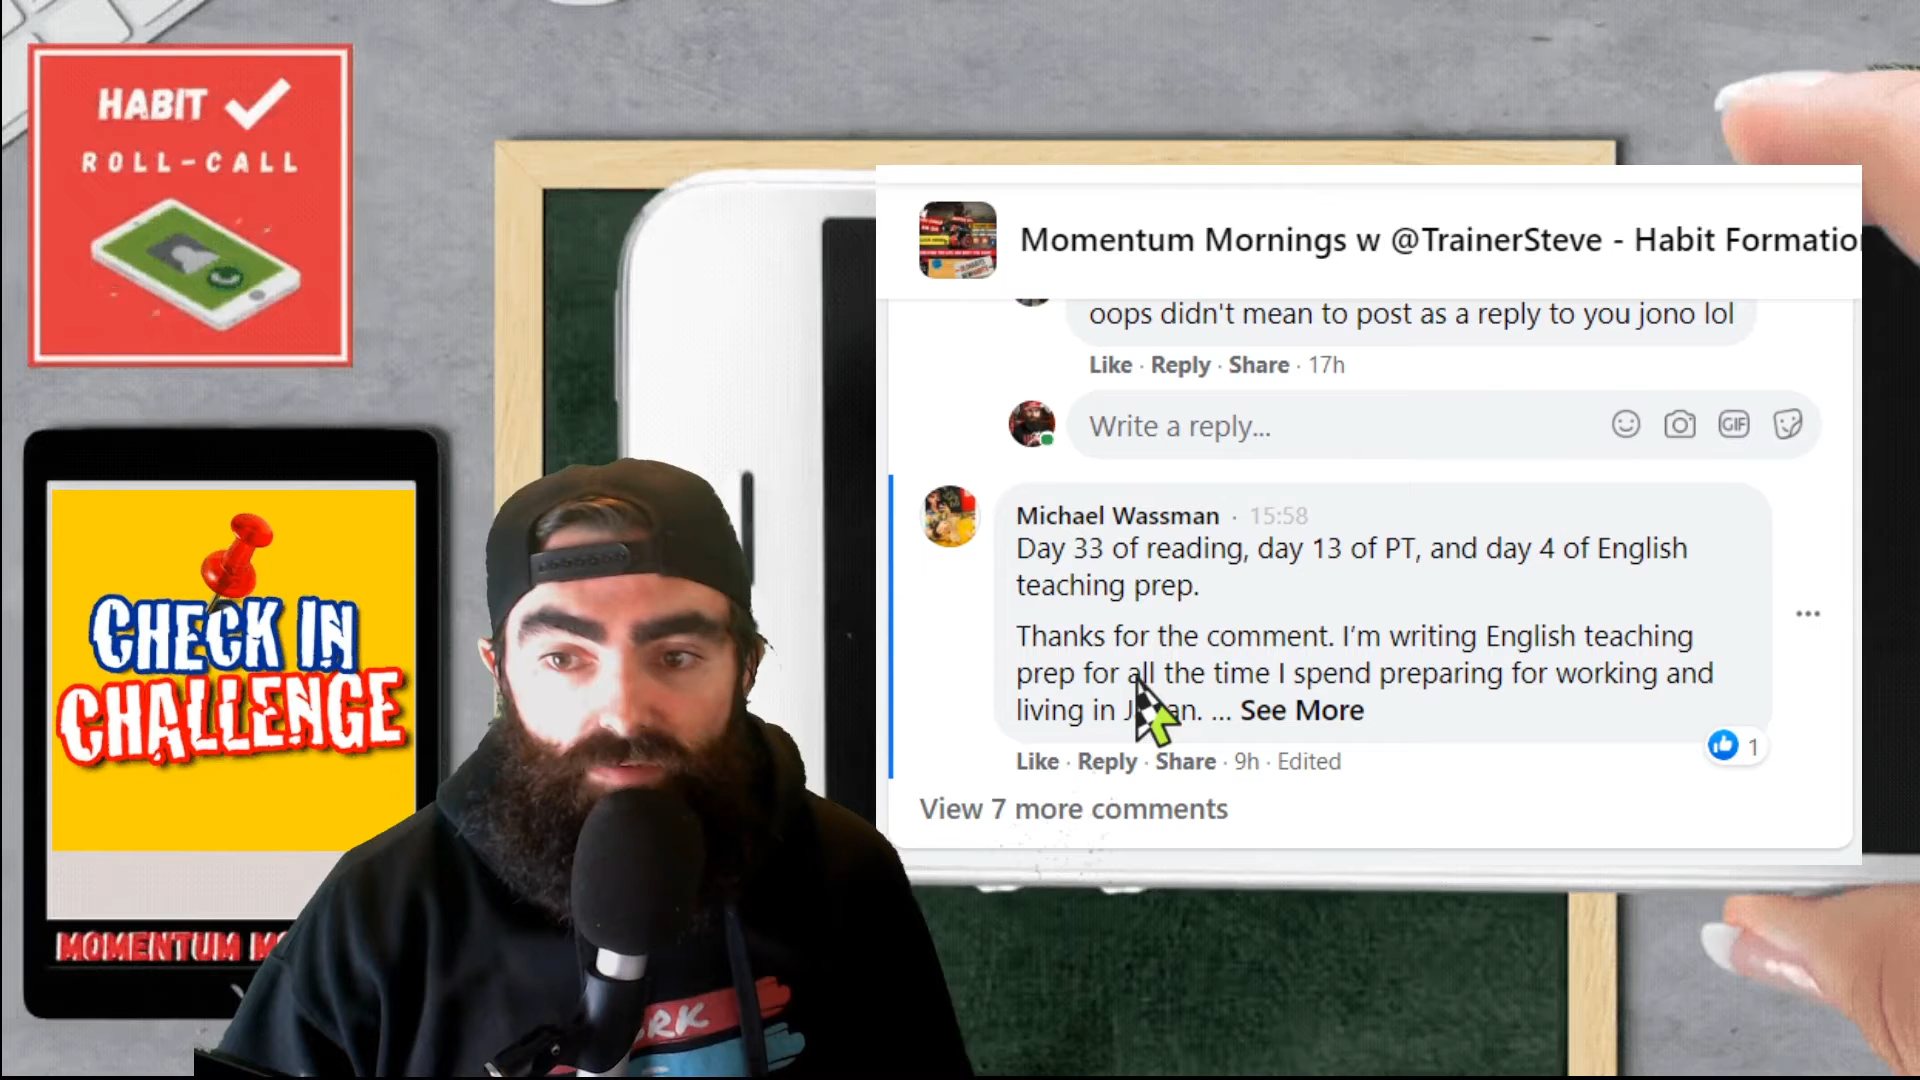 HABIT
ROLL-CALL
CHECK IN
CHALLENGE
MOMENTUM
Momentum Mornings w @TrainerSteve - Habit Formation
oops didn't mean to post as a reply to you jono lol
Like · Reply · Share · 17h
Write a reply...
GIF
Michael Wassman · 15:58
Day 33 of reading, day 13 of PT, and day 4 of English
teaching prep.
Thanks for the comment. I'm writing English teaching
prep for all the time I spend preparing for working and
living in Japan. ... See More
1
Like · Reply · Share · 9h · Edited
View 7 more comments